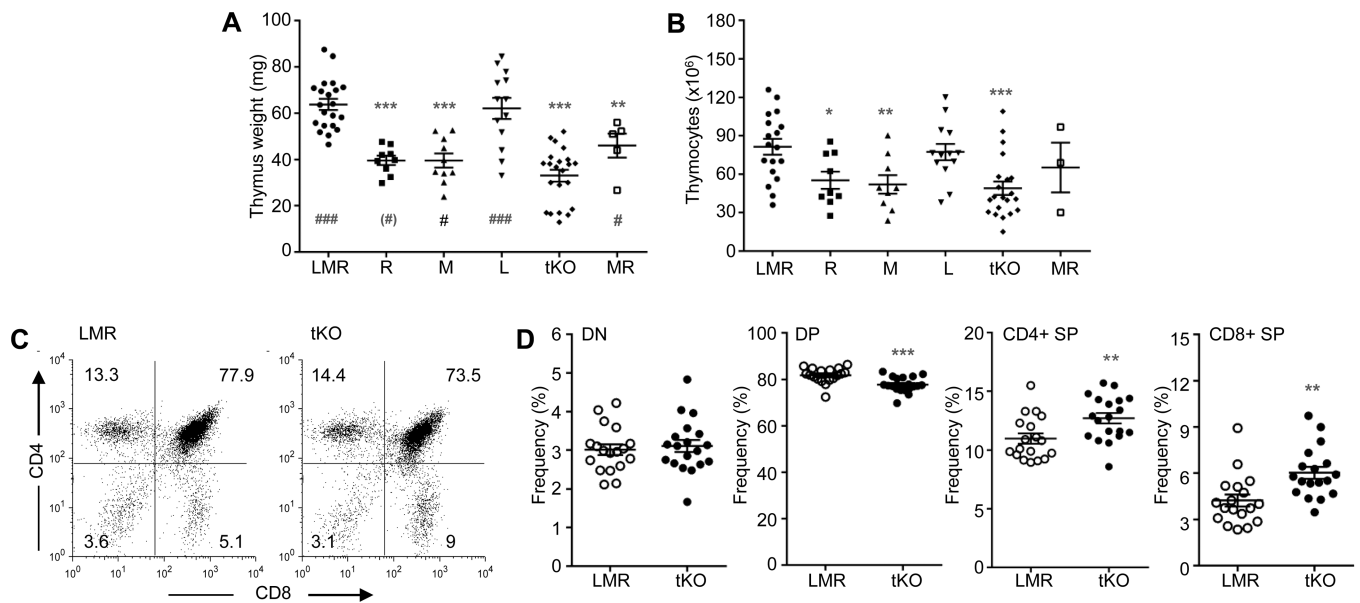 A
Thymus weight (mg)
100
80
60
40
20
0
*** *** *** **
### (#) # ### #
LMR R M L tKO MR
B
Thymocytes (x10⁶)
180
150
120
90
60
30
0
* ** ***
LMR R M L tKO MR
C
LMR
tKO
CD4
10⁴
10³
10²
10¹
10⁰
13.3 77.9
3.6 5.1
10⁰ 10¹ 10² 10³ 10⁴
10⁴
10³
10²
10¹
10⁰
14.4 73.5
3.1 9
10⁰ 10¹ 10² 10³ 10⁴
CD8
D
DN
Frequency (%)
6
5
4
3
2
1
0
LMR tKO
DP
Frequency (%)
100
80
60
40
20
0
***
LMR tKO
CD4+ SP
Frequency (%)
20
15
10
5
0
**
LMR tKO
CD8+ SP
Frequency (%)
15
12
9
6
3
0
**
LMR tKO